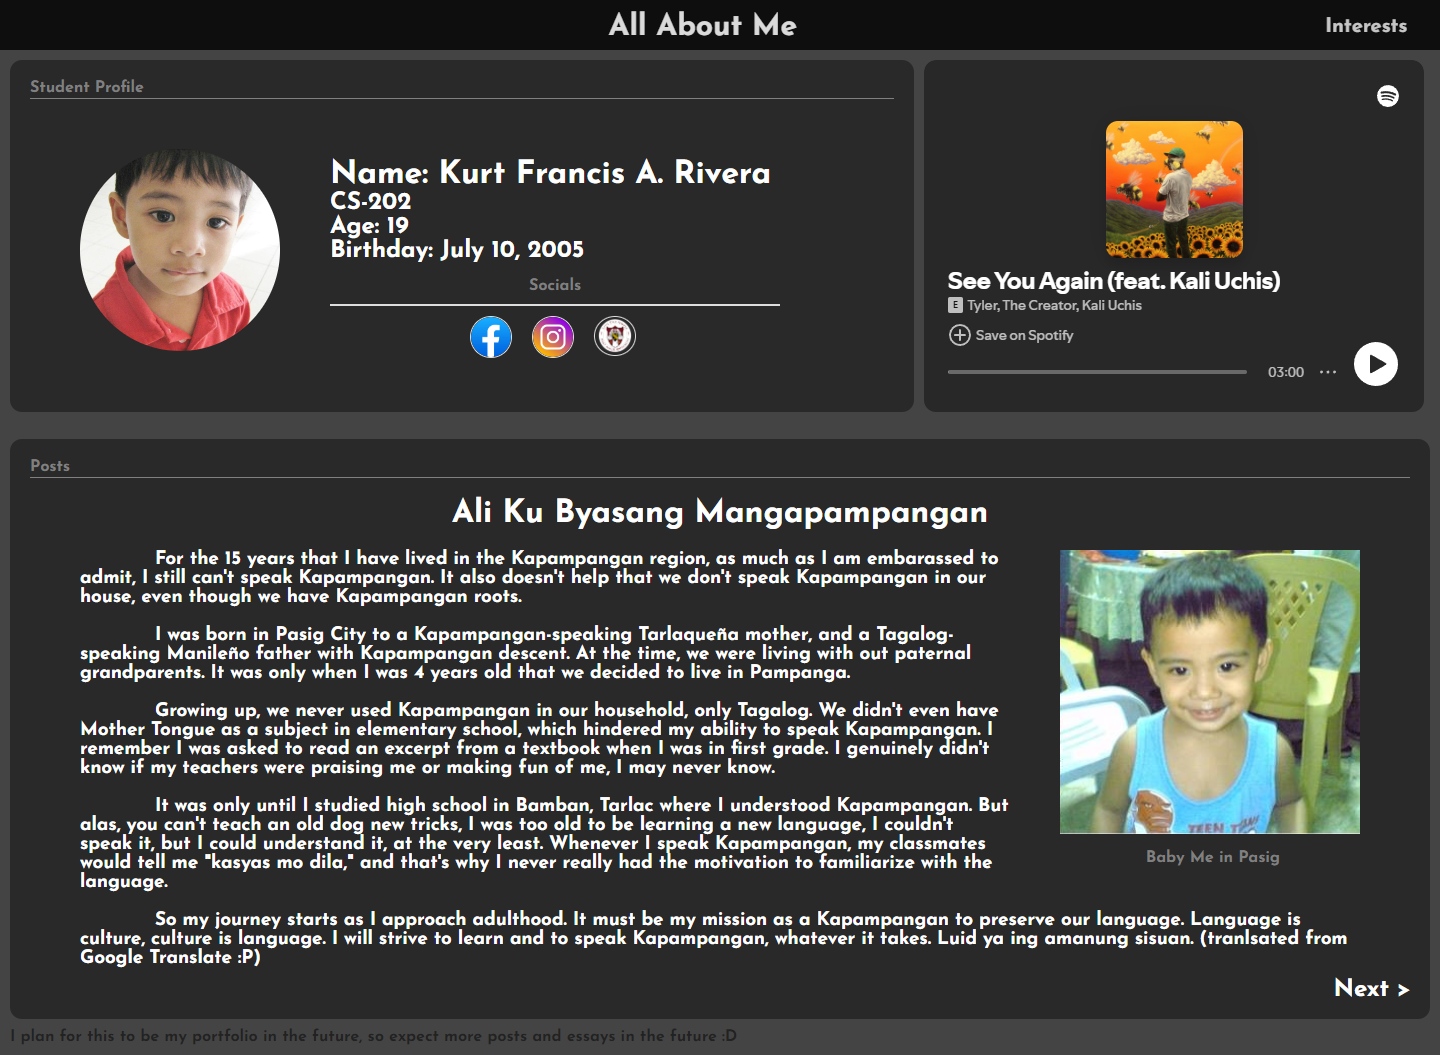 All About Me
Interests
Student Profile
Name: Kurt Francis A. Rivera
CS-202
Age: 19
Birthday: July 10, 2005
Socials
See You Again (feat. Kali Uchis)
E Tyler, The Creator, Kali Uchis
Save on Spotify
03:00
Posts
Ali Ku Byasang Mangapampangan
For the 15 years that I have lived in the Kapampangan region, as much as I am embarassed to
admit, I still can't speak Kapampangan. It also doesn't help that we don't speak Kapampangan in our
house, even though we have Kapampangan roots.
I was born in Pasig City to a Kapampangan-speaking Tarlaqueña mother, and a Tagalog-
speaking Manileño father with Kapampangan descent. At the time, we were living with out paternal
grandparents. It was only when I was 4 years old that we decided to live in Pampanga.
Growing up, we never used Kapampangan in our household, only Tagalog. We didn't even have
Mother Tongue as a subject in elementary school, which hindered my ability to speak Kapampangan. I
remember I was asked to read an excerpt from a textbook when I was in first grade. I genuinely didn't
know if my teachers were praising me or making fun of me, I may never know.
It was only until I studied high school in Bamban, Tarlac where I understood Kapampangan. But
alas, you can't teach an old dog new tricks, I was too old to be learning a new language, I couldn't
speak it, but I could understand it, at the very least. Whenever I speak Kapampangan, my classmates
would tell me "kasyas mo dila," and that's why I never really had the motivation to familiarize with the
language.
TEEN
Baby Me in Pasig
So my journey starts as I approach adulthood. It must be my mission as a Kapampangan to preserve our language. Language is
culture, culture is language. I will strive to learn and to speak Kapampangan, whatever it takes. Luid ya ing amanung sisuan. (tranlsated from
Google Translate :P)
Next >
I plan for this to be my portfolio in the future, so expect more posts and essays in the future :D